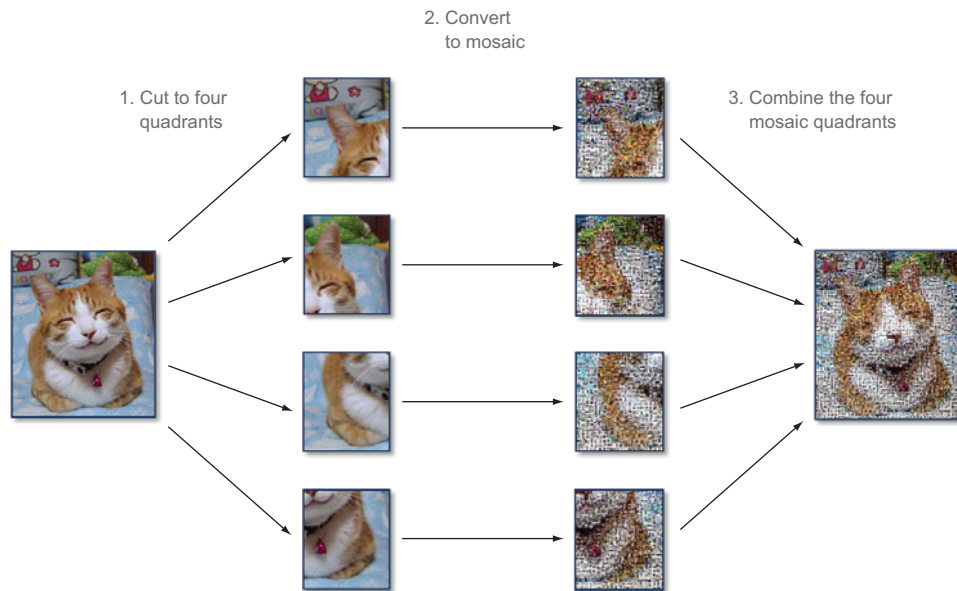 2. Convert
to mosaic
1. Cut to four
quadrants
3. Combine the four
mosaic quadrants